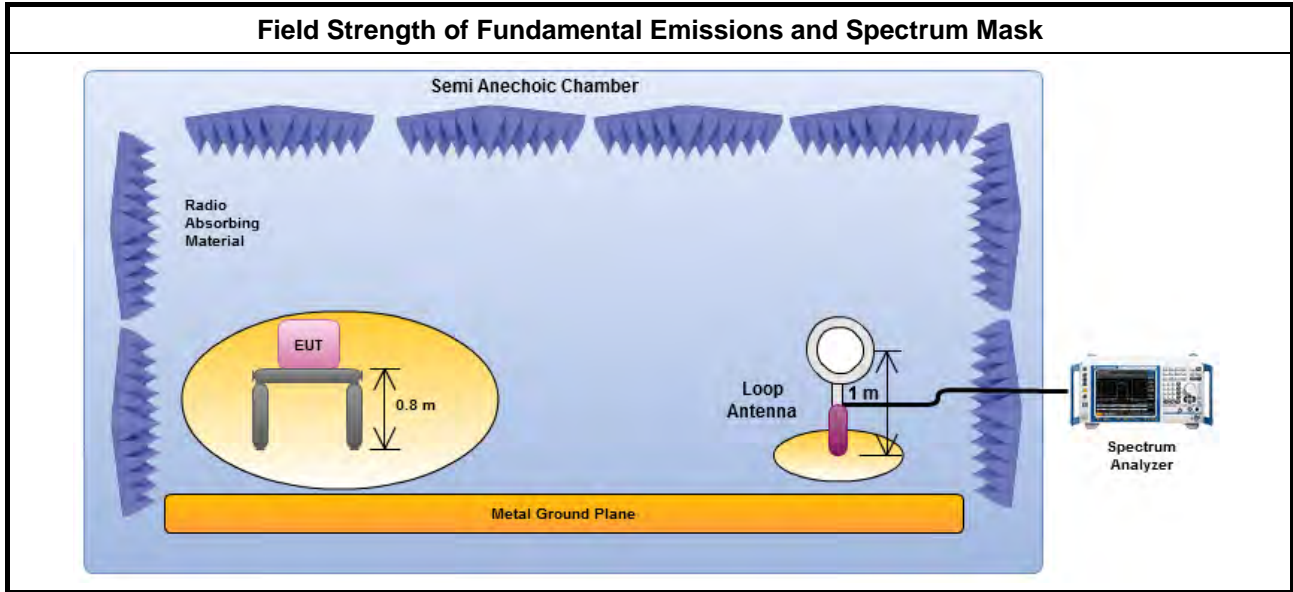 Field Strength of Fundamental Emissions and Spectrum Mask
Semi Anechoic Chamber
Radio
Absorbing
Material
EUT
0.8 m
Loop
Antenna
1 m
Spectrum
Analyzer
Metal Ground Plane